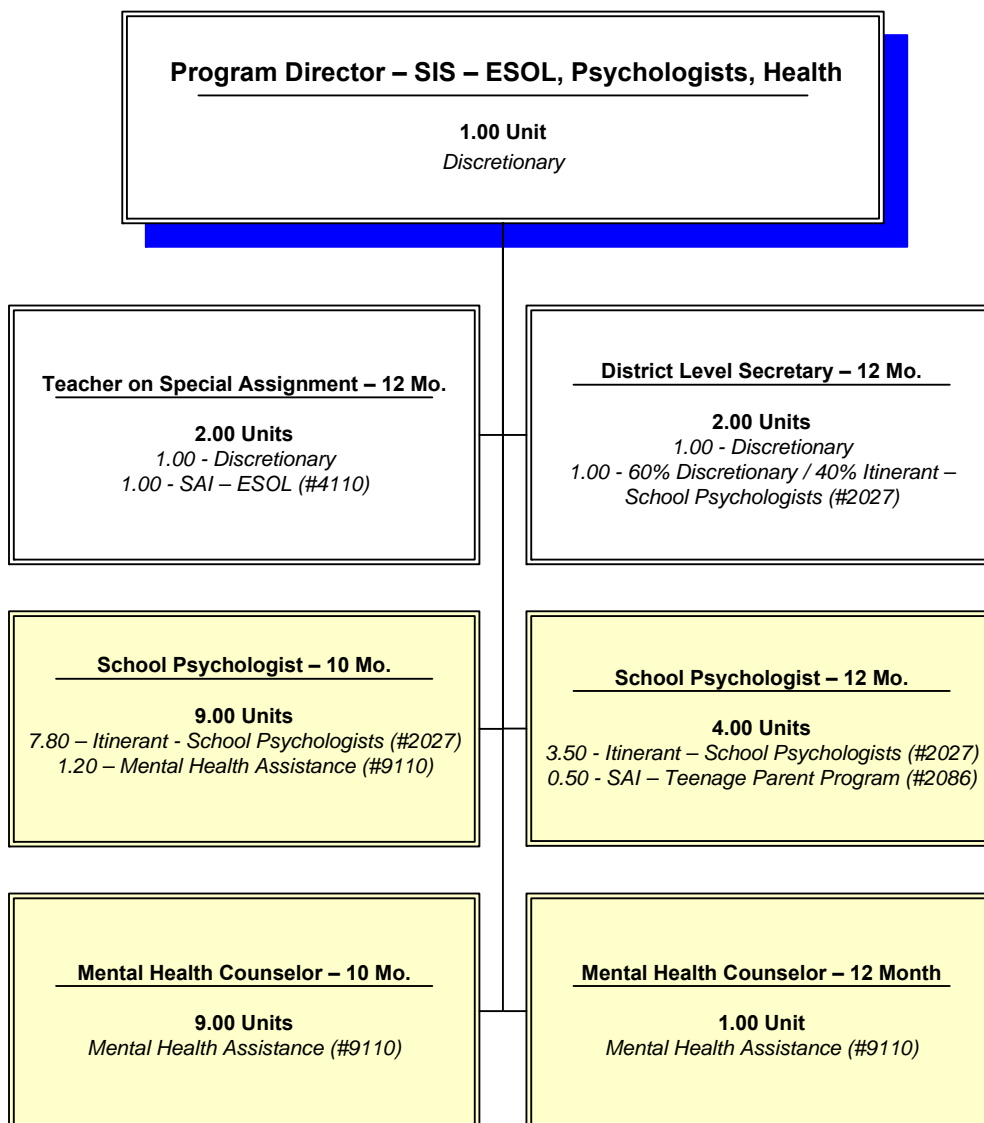 Program Director – SIS – ESOL, Psychologists, Health
1.00 Unit
Discretionary
Teacher on Special Assignment – 12 Mo.
2.00 Units
1.00 - Discretionary
1.00 - SAI – ESOL (#4110)
District Level Secretary – 12 Mo.
2.00 Units
1.00 - Discretionary
1.00 - 60% Discretionary / 40% Itinerant –
School Psychologists (#2027)
School Psychologist – 10 Mo.
9.00 Units
7.80 – Itinerant - School Psychologists (#2027)
1.20 – Mental Health Assistance (#9110)
School Psychologist – 12 Mo.
4.00 Units
3.50 - Itinerant – School Psychologists (#2027)
0.50 - SAI – Teenage Parent Program (#2086)
Mental Health Counselor – 10 Mo.
9.00 Units
Mental Health Assistance (#9110)
Mental Health Counselor – 12 Month
1.00 Unit
Mental Health Assistance (#9110)